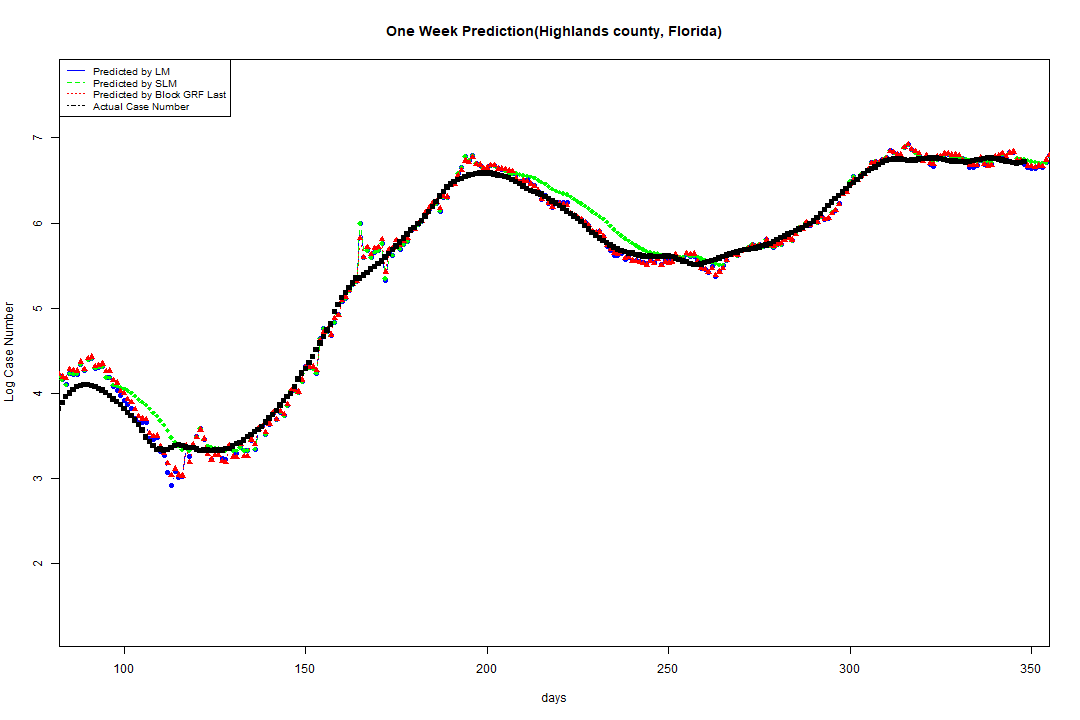 One Week Prediction(Highlands county, Florida)
Predicted by LM
Predicted by SLM
Predicted by Block GRF Last
Actual Case Number
7
6
5
4
3
2
Log Case Number
100 150 200 250 300 350
days